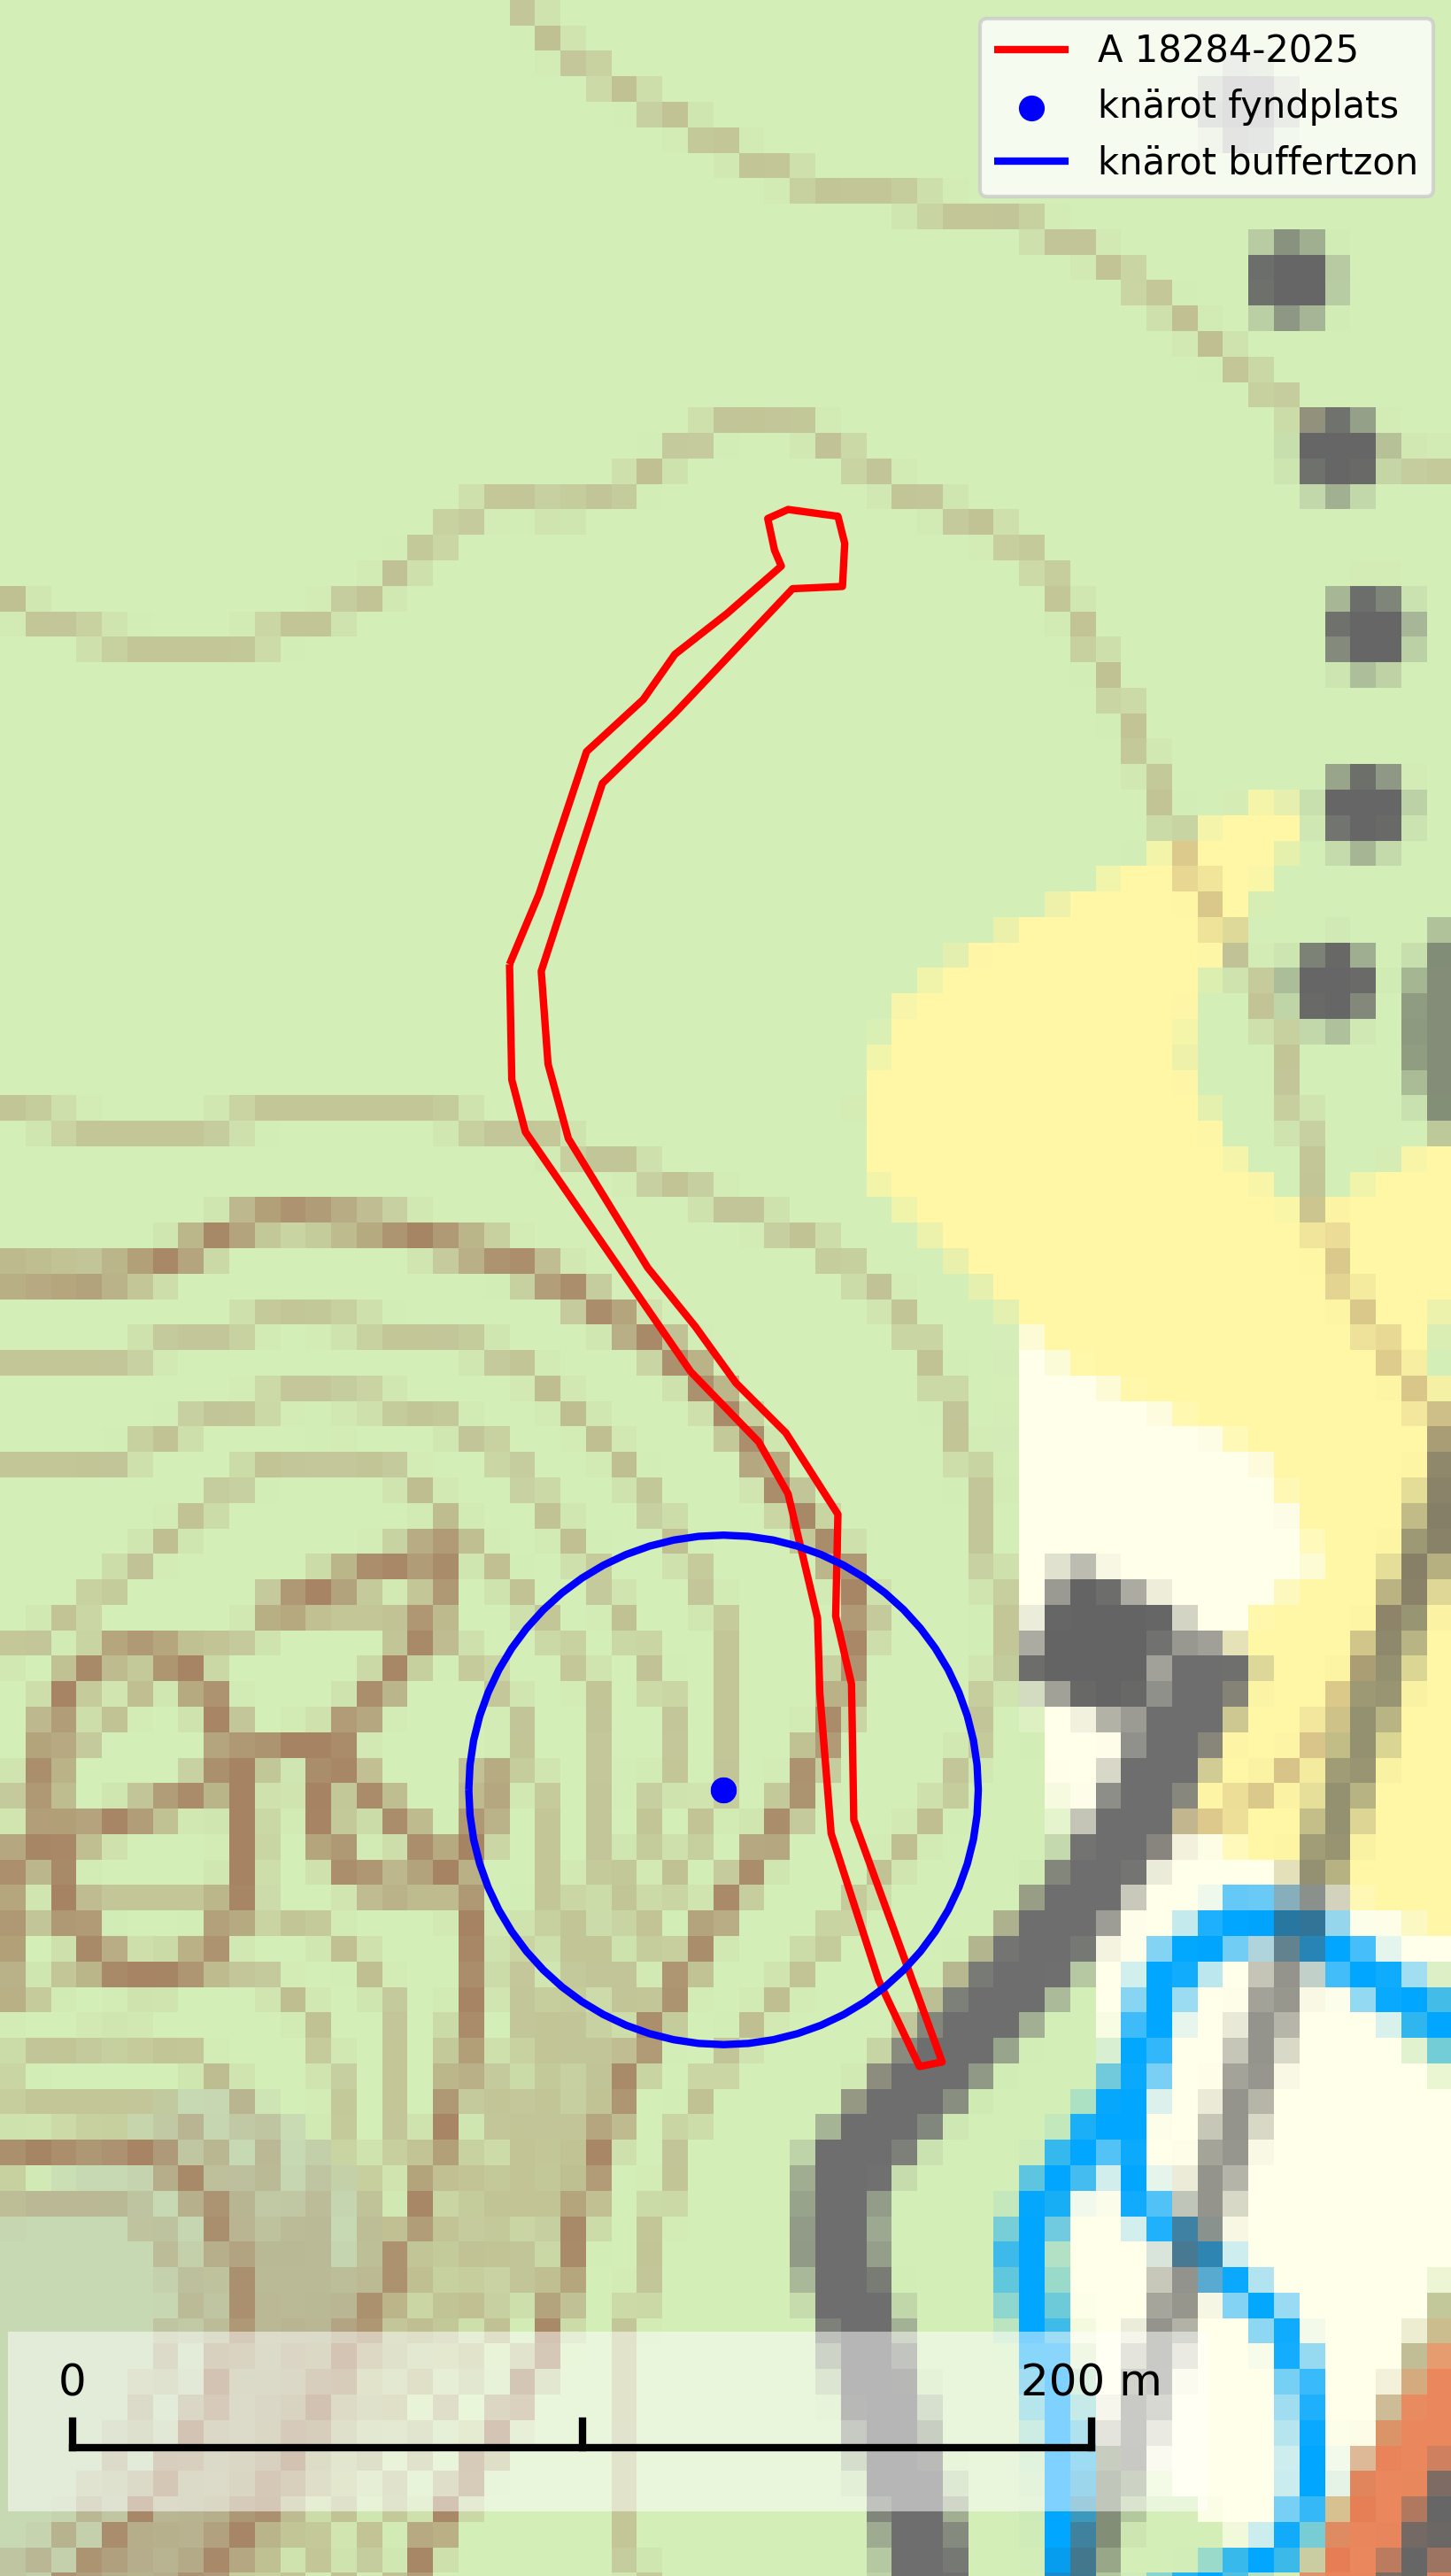 A 18284-2025
knärot fyndplats
knärot buffertzon
0
200 m